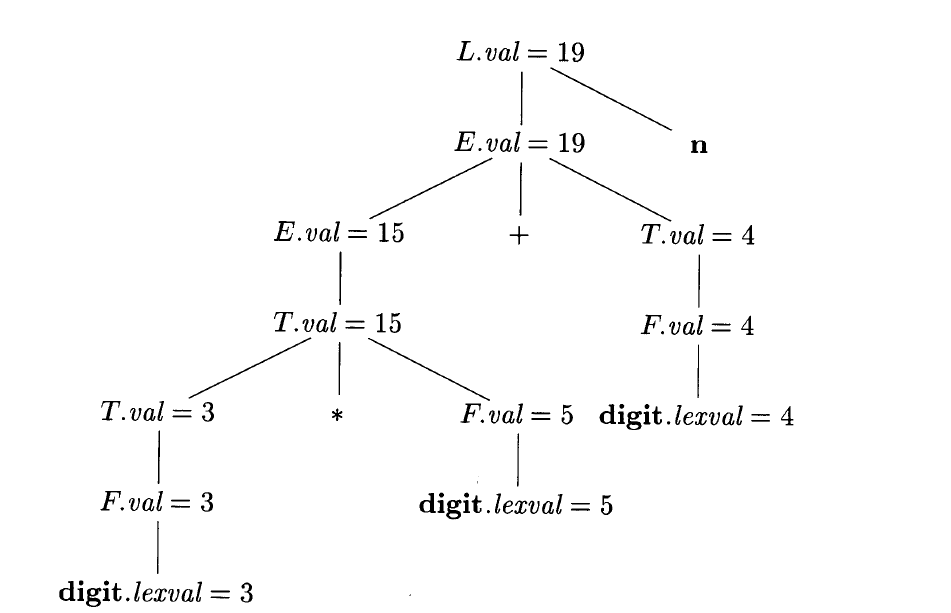 L.val = 19
E.val = 19 n
E.val = 15 + T.val = 4
T.val = 15 F.val = 4
T.val = 3 * F.val = 5 digit.lexval = 4
F.val = 3 digit.lexval = 5
digit.lexval = 3